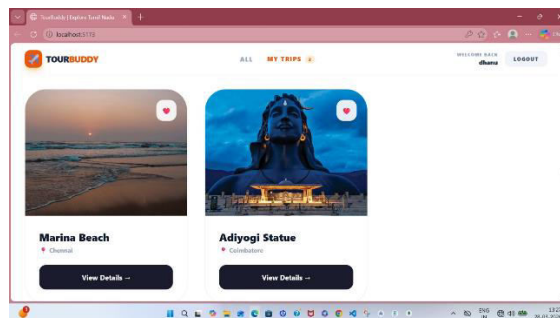 TourBuddy | Explore Tamil Nadu
localhost:5173
TOURBUDDY
ALL
MY TRIPS
WELCOME BACK
dhanu
LOGOUT
Marina Beach
Chennai
View Details →
Adiyogi Statue
Coimbatore
View Details →
ENG
IN